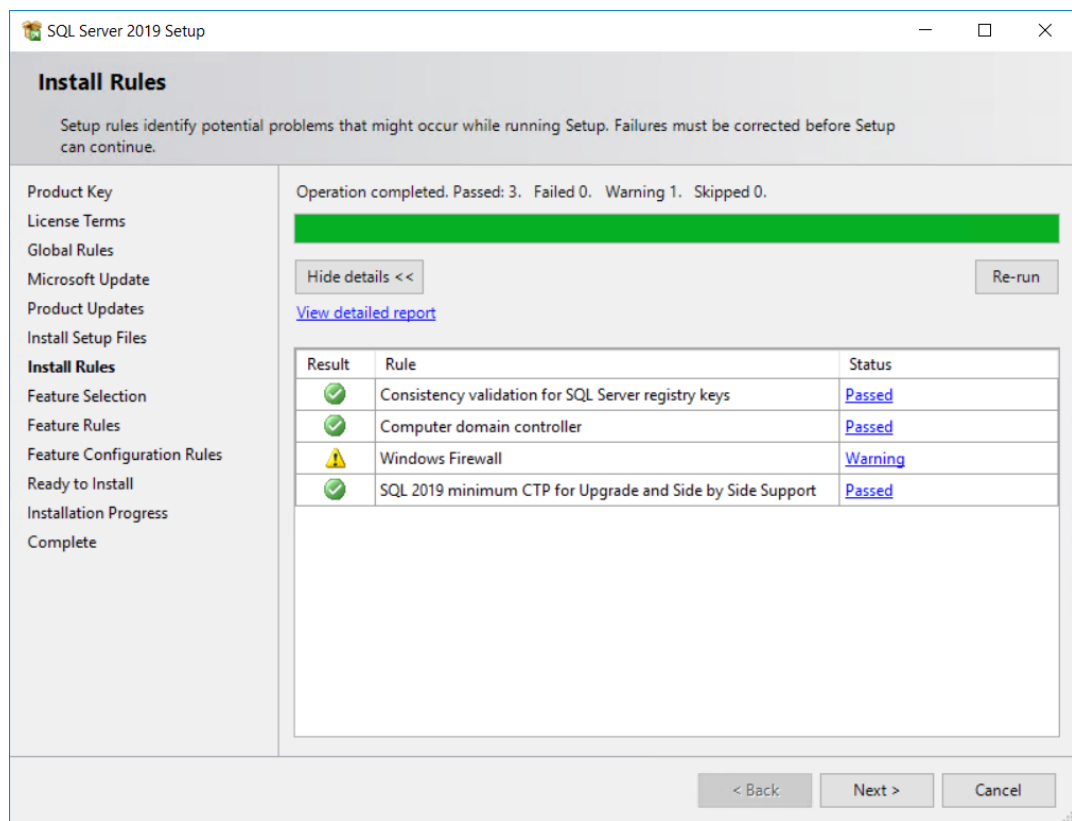 SQL Server 2019 Setup
Install Rules
Setup rules identify potential problems that might occur while running Setup. Failures must be corrected before Setup
can continue.
Product Key
License Terms
Global Rules
Microsoft Update
Product Updates
Install Setup Files
Install Rules
Feature Selection
Feature Rules
Feature Configuration Rules
Ready to Install
Installation Progress
Complete
Operation completed. Passed: 3.   Failed 0.   Warning 1.   Skipped 0.
Hide details <<
Re-run
View detailed report
Result Rule Status
Consistency validation for SQL Server registry keys Passed
Computer domain controller Passed
Windows Firewall Warning
SQL 2019 minimum CTP for Upgrade and Side by Side Support Passed
< Back Next > Cancel